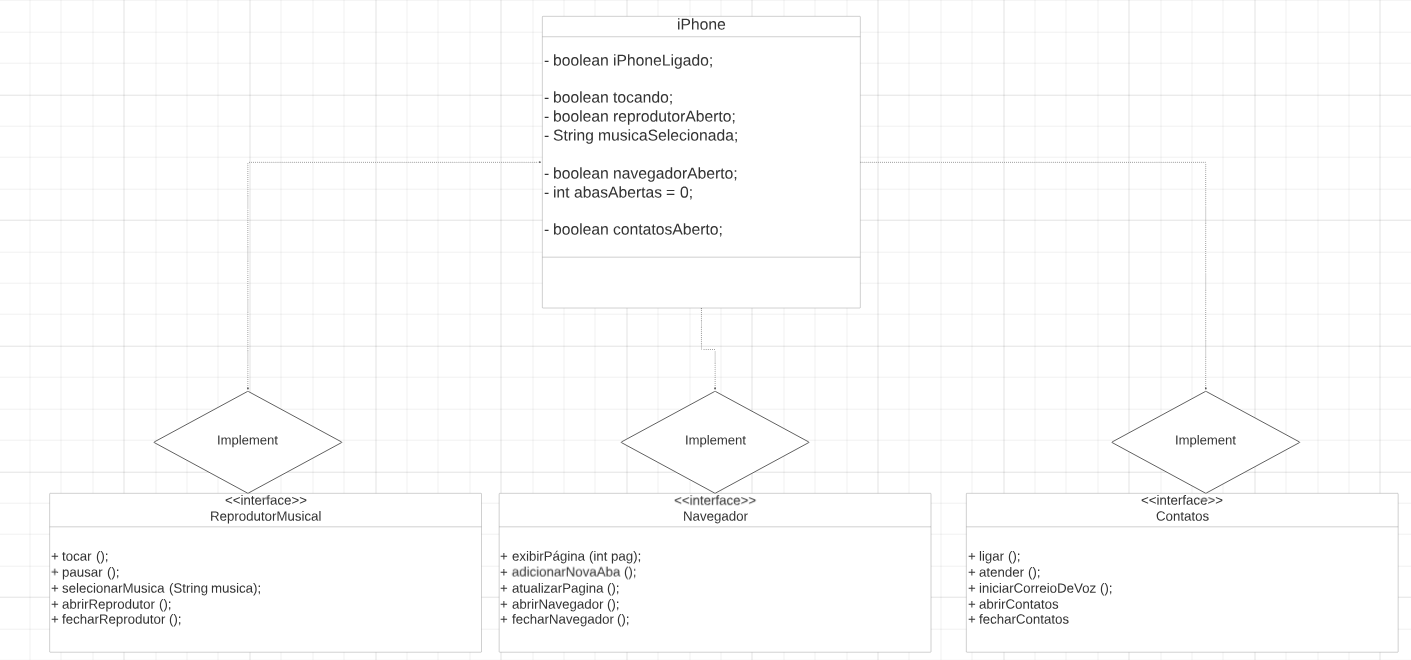 iPhone
- boolean iPhoneLigado;
- boolean tocando;
- boolean reprodutorAberto;
- String musicaSelecionada;
- boolean navegadorAberto;
- int abasAbertas = 0;
- boolean contatosAberto;
Implement
Implement
Implement
<<interface>>
ReprodutorMusical
+ tocar ();
+ pausar ();
+ selecionarMusica (String musica);
+ abrirReprodutor ();
+ fecharReprodutor ();
<<interface>>
Navegador
+ exibirPágina (int pag);
+ adicionarNovaAba ();
+ atualizarPagina ();
+ abrirNavegador ();
+ fecharNavegador ();
<<interface>>
Contatos
+ ligar ();
+ atender ();
+ iniciarCorreioDeVoz ();
+ abrirContatos
+ fecharContatos